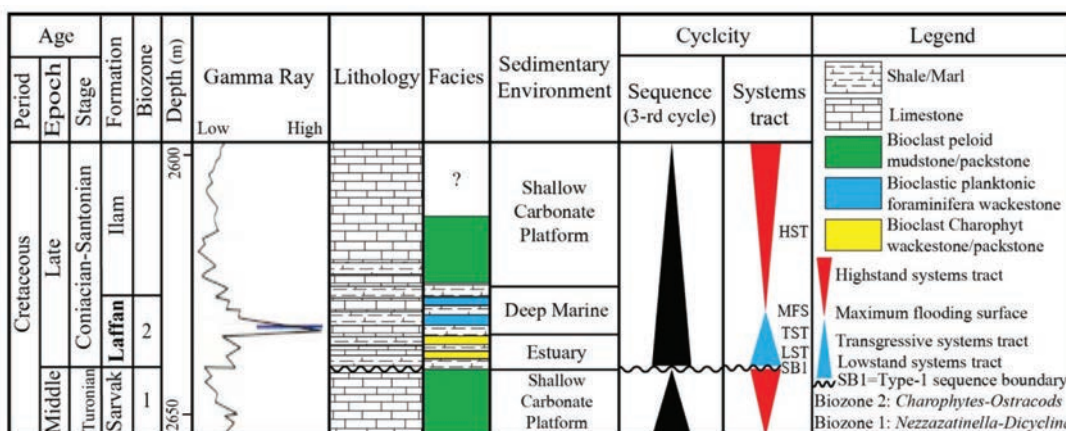 Age
Period
Epoch
Stage
Formation
Biozone
Depth (m)
Gamma Ray
Low High
Lithology
Facies
Sedimentary
Environment
Cyclcity
Sequence
(3-rd cycle)
Systems
tract
Legend
Cretaceous
Late
Middle
Coniacian-Santonian
Turonian
Ilam
Laffan
Sarvak
2
1
2600
2650
?
Shallow
Carbonate
Platform
Deep Marine
Estuary
Shallow
Carbonate
Platform
HST
MFS
TST
LST
SB1
Shale/Marl
Limestone
Bioclast peloid
mudstone/packstone
Bioclastic planktonic
foraminifera wackestone
Bioclast Charophyt
wackestone/packstone
Highstand systems tract
Maximum flooding surface
Transgressive systems tract
Lowstand systems tract
SB1=Type-1 sequence boundary
Biozone 2: Charophytes-Ostracods
Biozone 1: Nezzazatinella-Dicyclina